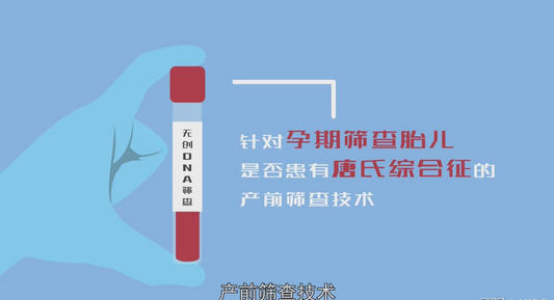 无创DNA筛查
针对孕期筛查胎儿
是否患有唐氏综合征的
产前筛查技术
产前筛查技术